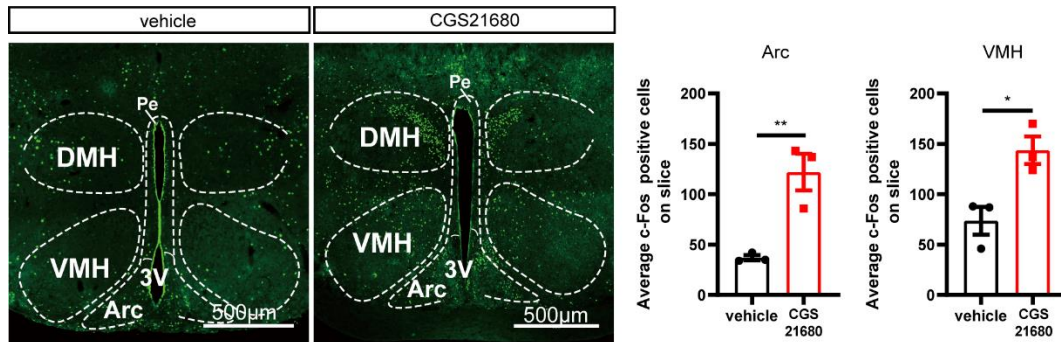 vehicle
CGS21680
Pe
DMH
VMH
3V
Arc
500μm
Pe
DMH
VMH
3V
Arc
500μm
Arc
Average c-Fos positive cells
on slice
200
150
100
50
0
**
vehicle
CGS
21680
VMH
Average c-Fos positive cells
on slice
200
150
100
50
0
*
vehicle
CGS
21680